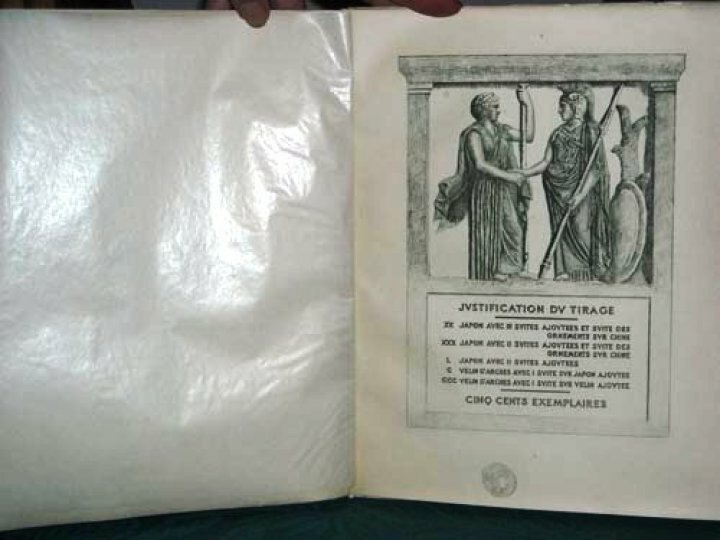 JVSTIFICATION DV TIRAGE
XX JAPON AVEC III SVITES AJOVTEES ET SVITE DES
ORNEMENTS SVR CHINE
XXX JAPON AVEC II SVITES AJOVTEES ET SVITE DES
ORNEMENTS SVR CHINE
L JAPON AVEC II SVITES AJOVTEES
C VELIN D'ARCHES AVEC I SVITE SVR JAPON AJOVTEE
CCC VELIN D'ARCHES AVEC I SVITE SVR VELIN AJOVTEE
CINQ CENTS EXEMPLAIRES